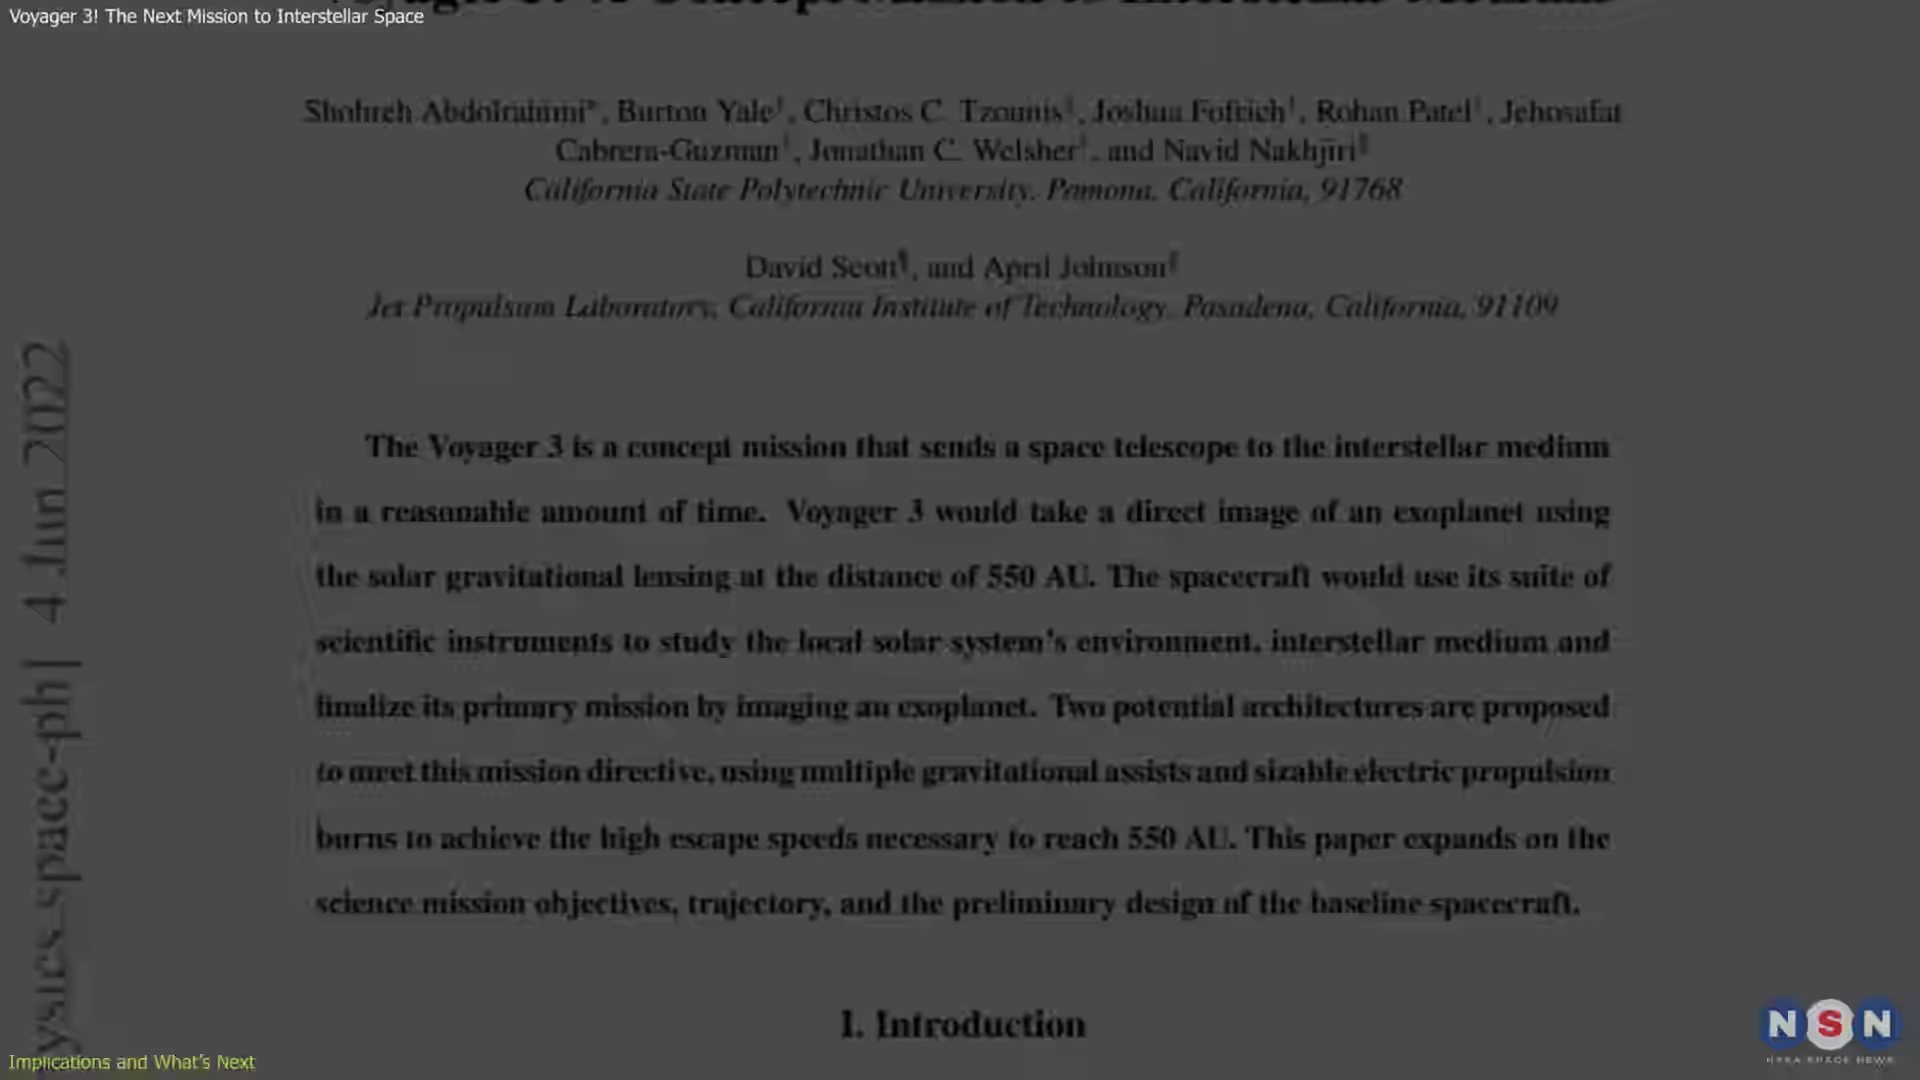 Voyager 3! The Next Mission to Interstellar Space
Shohreh Abdolrahimi*, Burton Yale†, Christos C. Tzounis‡, Joshua Fofrich†, Rohan Patel†, Jehosafat
Cabrera-Guzman†, Jonathan C. Welsher†, and Navid Nakhjiri§
California State Polytechnic University, Pomona, California, 91768
David Scott¶, and April Johnson
Jet Propulsion Laboratory, California Institute of Technology, Pasadena, California, 91109
The Voyager 3 is a concept mission that sends a space telescope to the interstellar medium
in a reasonable amount of time. Voyager 3 would take a direct image of an exoplanet using
the solar gravitational lensing at the distance of 550 AU. The spacecraft would use its suite of
scientific instruments to study the local solar system's environment, interstellar medium and
finalize its primary mission by imaging an exoplanet. Two potential architectures are proposed
to meet this mission directive, using multiple gravitational assists and sizable electric propulsion
burns to achieve the high escape speeds necessary to reach 550 AU. This paper expands on the
science mission objectives, trajectory, and the preliminary design of the baseline spacecraft.
1. Introduction
4 Jun 2022
Implications and What's Next
NSN
SPACE NEWS